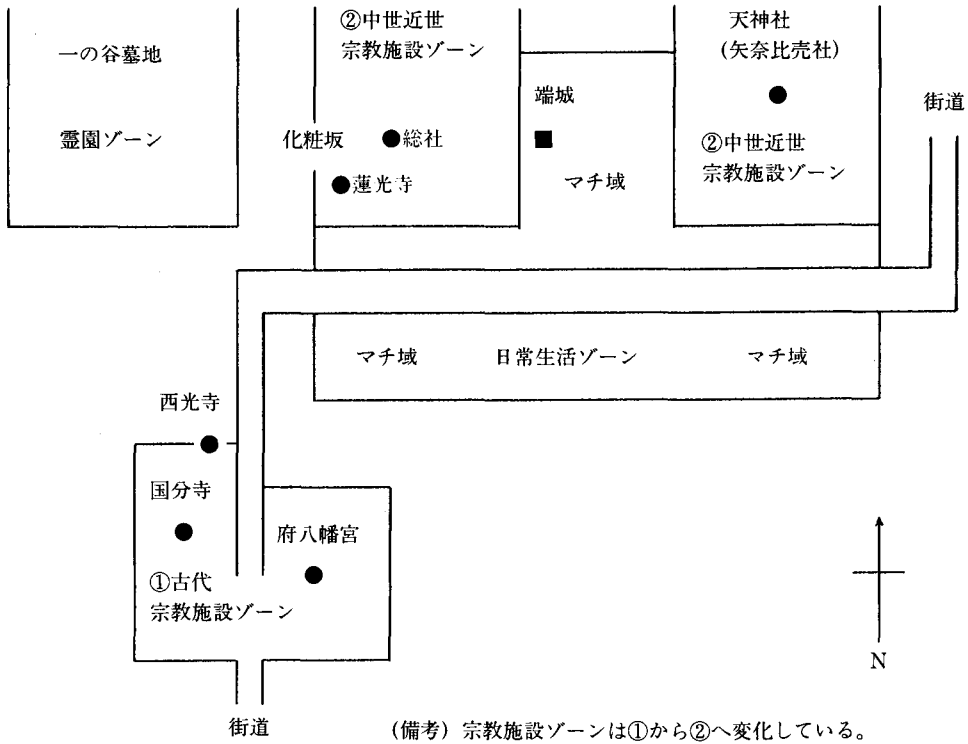 一の谷墓地
霊園ゾーン
②中世近世
宗教施設ゾーン
化粧坂
総社
蓮光寺
端城
マチ域
天神社
(矢奈比売社)
②中世近世
宗教施設ゾーン
街道
マチ域
日常生活ゾーン
マチ域
西光寺
国分寺
①古代
宗教施設ゾーン
府八幡宮
街道
N
(備考) 宗教施設ゾーンは①から②へ変化している。